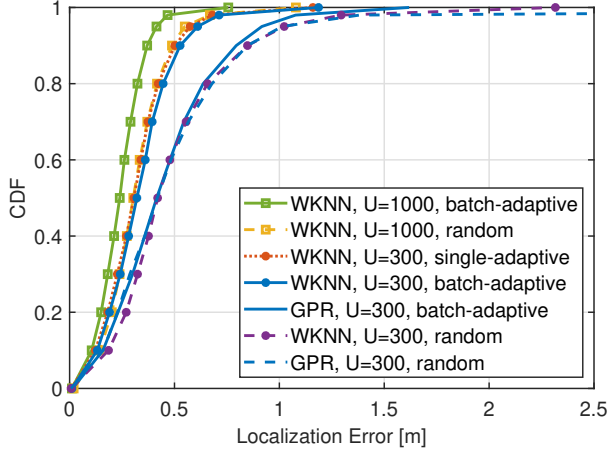 1
0.8
0.6
0.4
0.2
0
CDF
WKNN, U=1000, batch-adaptive
WKNN, U=1000, random
WKNN, U=300, single-adaptive
WKNN, U=300, batch-adaptive
GPR, U=300, batch-adaptive
WKNN, U=300, random
GPR, U=300, random
0 0.5 1 1.5 2 2.5
Localization Error [m]